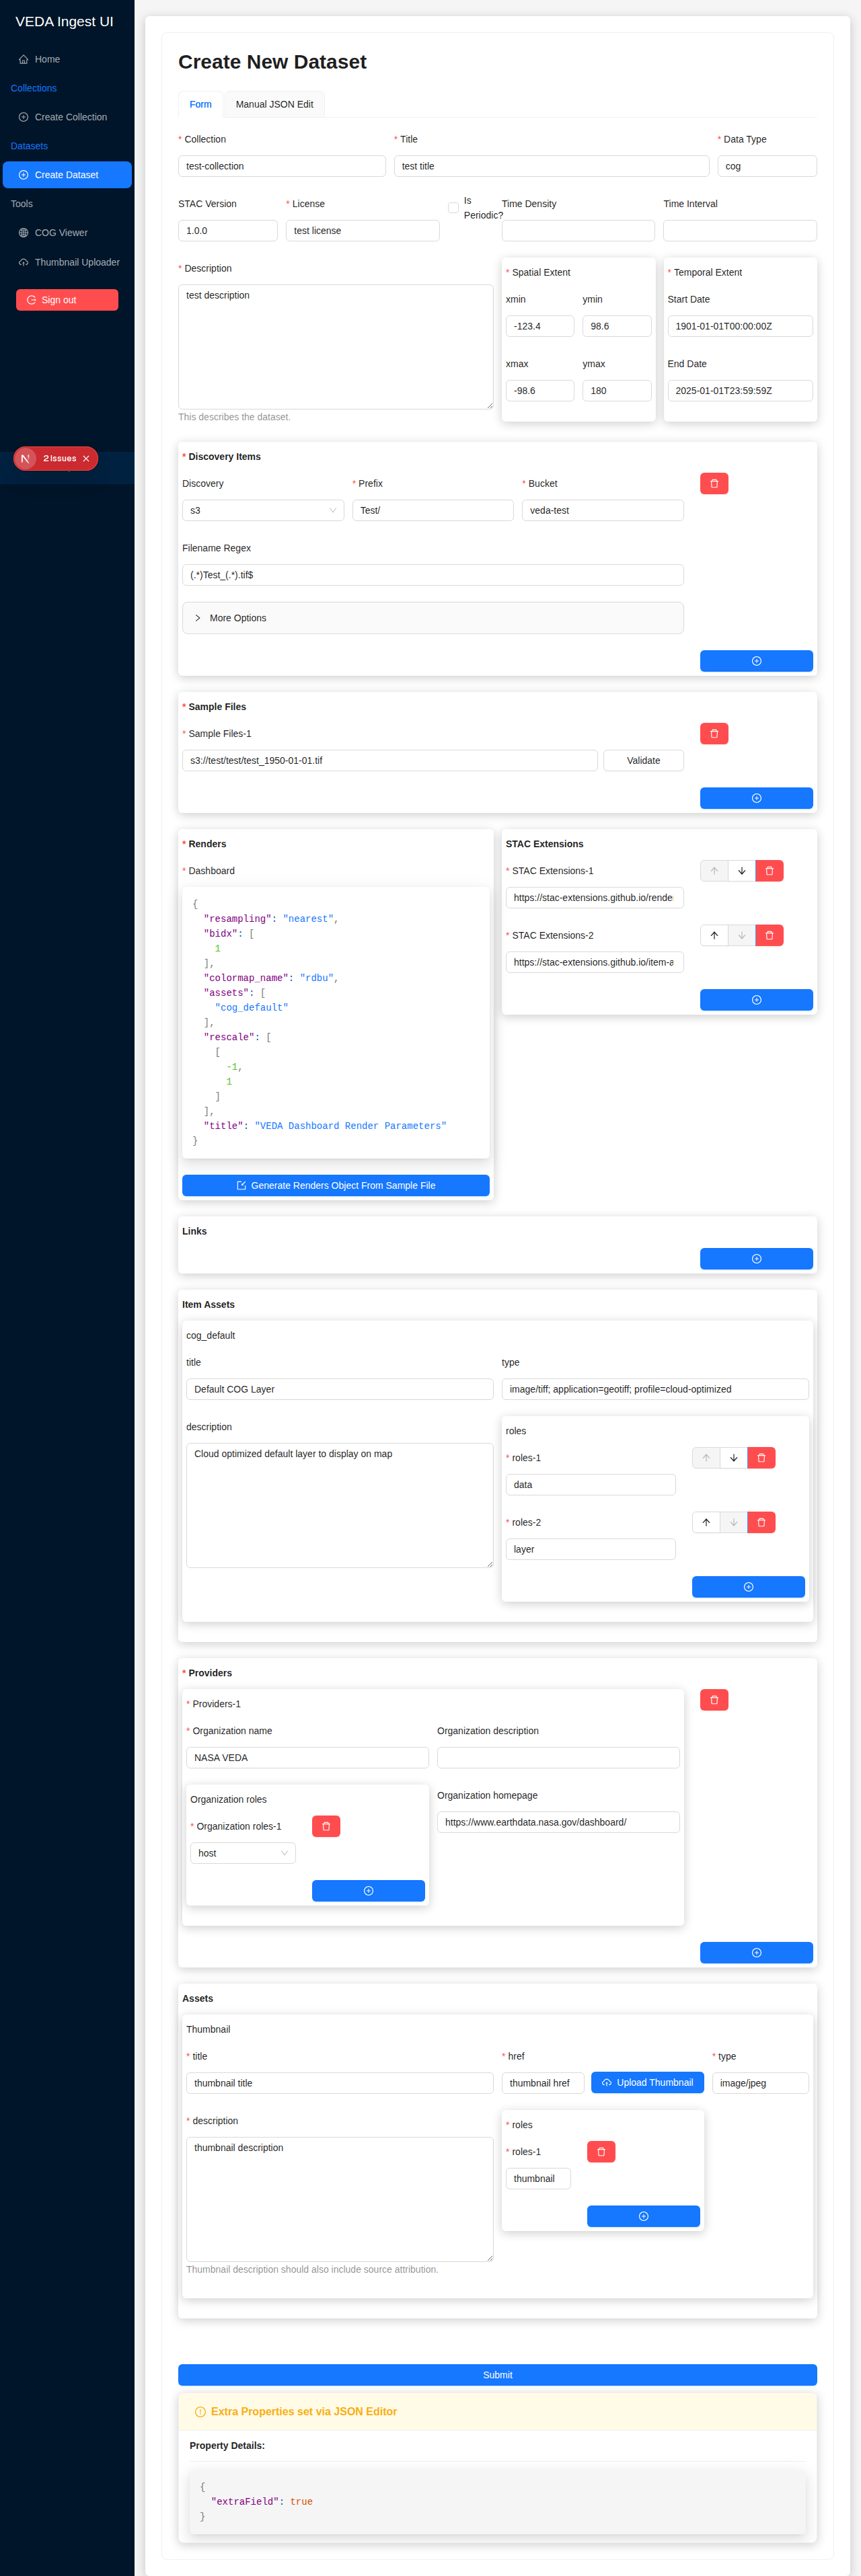 VEDA Ingest UI
Home
Collections
Create Collection
Datasets
Create Dataset
Tools
COG Viewer
Thumbnail Uploader
Sign out
2 Issues
Create New Dataset
Form
Manual JSON Edit
* Collection
* Title
* Data Type
test-collection
test title
cog
STAC Version
* License
Is Periodic?
Time Density
Time Interval
1.0.0
test license
* Description
test description
This describes the dataset.
* Spatial Extent
xmin
ymin
-123.4
98.6
xmax
ymax
-98.6
180
* Temporal Extent
Start Date
1901-01-01T00:00:00Z
End Date
2025-01-01T23:59:59Z
* Discovery Items
Discovery
* Prefix
* Bucket
s3
Test/
veda-test
Filename Regex
(.*)Test_(.*).tif$
More Options
* Sample Files
* Sample Files-1
s3://test/test/test_1950-01-01.tif
Validate
* Renders
* Dashboard
{
"resampling": "nearest",
"bidx": [
1
],
"colormap_name": "rdbu",
"assets": [
"cog_default"
],
"rescale": [
[
-1,
1
]
],
"title": "VEDA Dashboard Render Parameters"
}
Generate Renders Object From Sample File
STAC Extensions
* STAC Extensions-1
https://stac-extensions.github.io/rende
* STAC Extensions-2
https://stac-extensions.github.io/item-a
Links
Item Assets
cog_default
title
type
Default COG Layer
image/tiff; application=geotiff; profile=cloud-optimized
description
Cloud optimized default layer to display on map
roles
* roles-1
data
* roles-2
layer
* Providers
* Providers-1
* Organization name
Organization description
NASA VEDA
Organization roles
* Organization roles-1
host
Organization homepage
https://www.earthdata.nasa.gov/dashboard/
Assets
Thumbnail
* title
* href
* type
thumbnail title
thumbnail href
Upload Thumbnail
image/jpeg
* description
thumbnail description
Thumbnail description should also include source attribution.
* roles
* roles-1
thumbnail
Submit
Extra Properties set via JSON Editor
Property Details:
{
"extraField": true
}